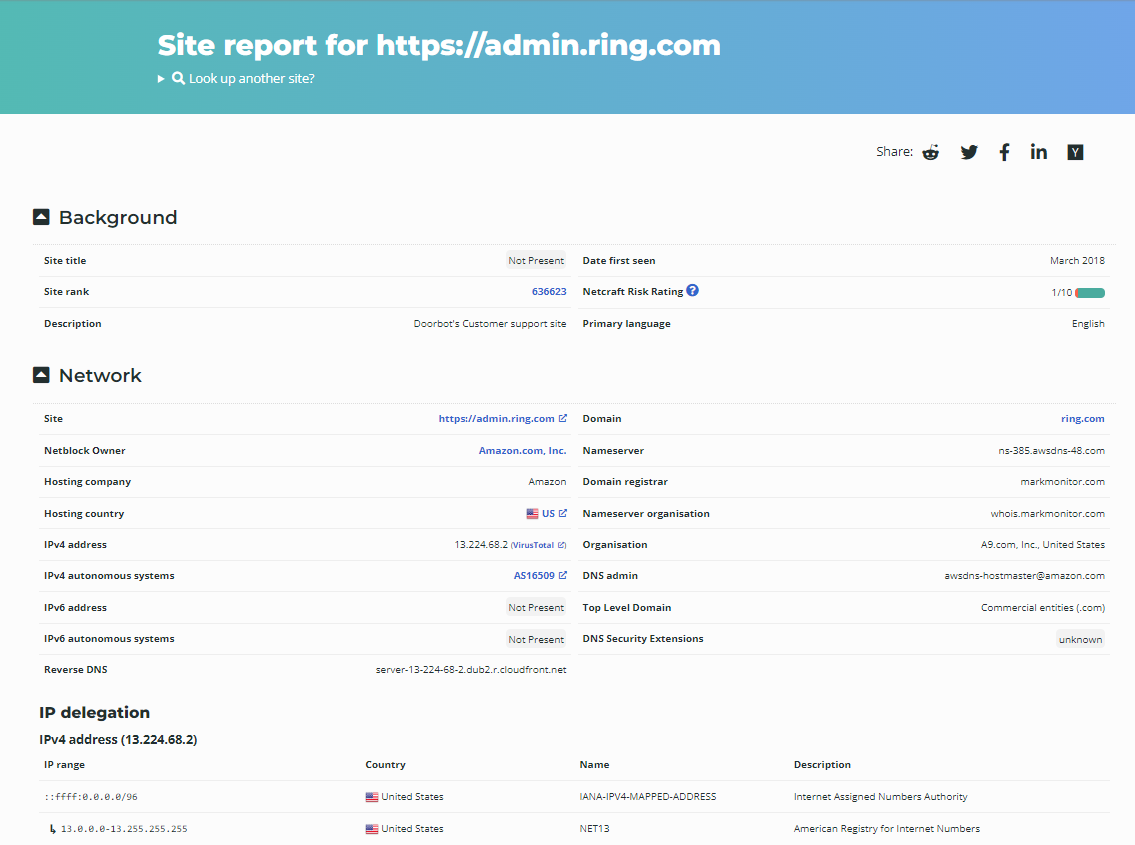 Site report for https://admin.ring.com
Look up another site?
Share:
Y
Background
Site title Not Present Date first seen March 2018
Site rank 636623 Netcraft Risk Rating ? 1/10
Description Doorbot's Customer support site Primary language English
Network
Site https://admin.ring.com Domain ring.com
Netblock Owner Amazon.com, Inc. Nameserver ns-385.awsdns-48.com
Hosting company Amazon Domain registrar markmonitor.com
Hosting country US Nameserver organisation whois.markmonitor.com
IPv4 address 13.224.68.2 (VirusTotal) Organisation A9.com, Inc., United States
IPv4 autonomous systems AS16509 DNS admin awsdns-hostmaster@amazon.com
IPv6 address Not Present Top Level Domain Commercial entities (.com)
IPv6 autonomous systems Not Present DNS Security Extensions unknown
Reverse DNS server-13-224-68-2.dub2.r.cloudfront.net
IP delegation
IPv4 address (13.224.68.2)
IP range Country Name Description
::ffff:0.0.0.0/96 United States IANA-IPV4-MAPPED-ADDRESS Internet Assigned Numbers Authority
↳ 13.0.0.0-13.255.255.255 United States NET13 American Registry for Internet Numbers